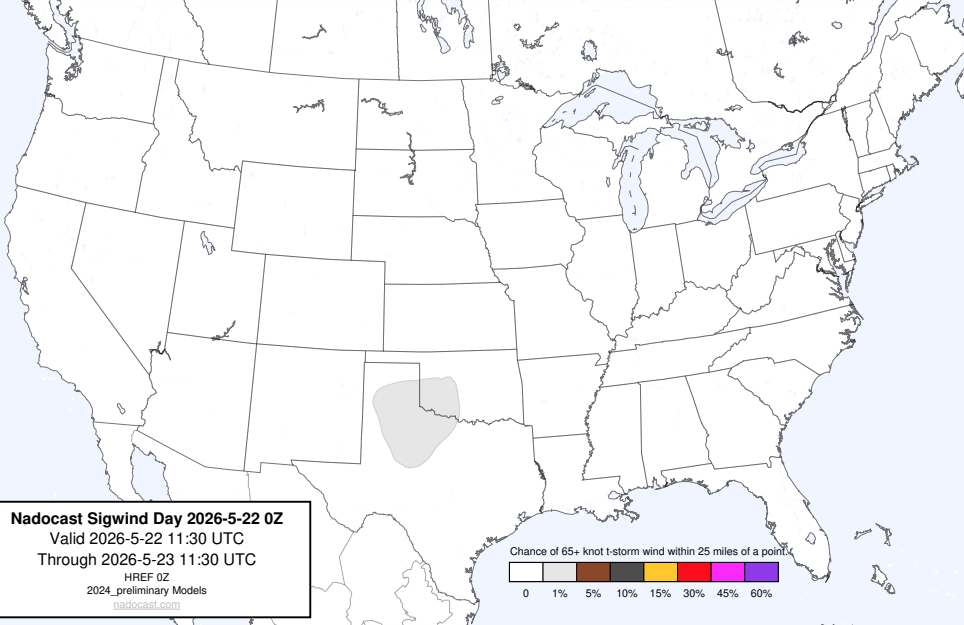 Nadocast Sigwind Day 2026-5-22 0Z
Valid 2026-5-22 11:30 UTC
Through 2026-5-23 11:30 UTC
HREF 0Z
2024_preliminary Models
nadocast.com
Chance of 65+ knot t-storm wind within 25 miles of a point.
0 1% 5% 10% 15% 30% 45% 60%